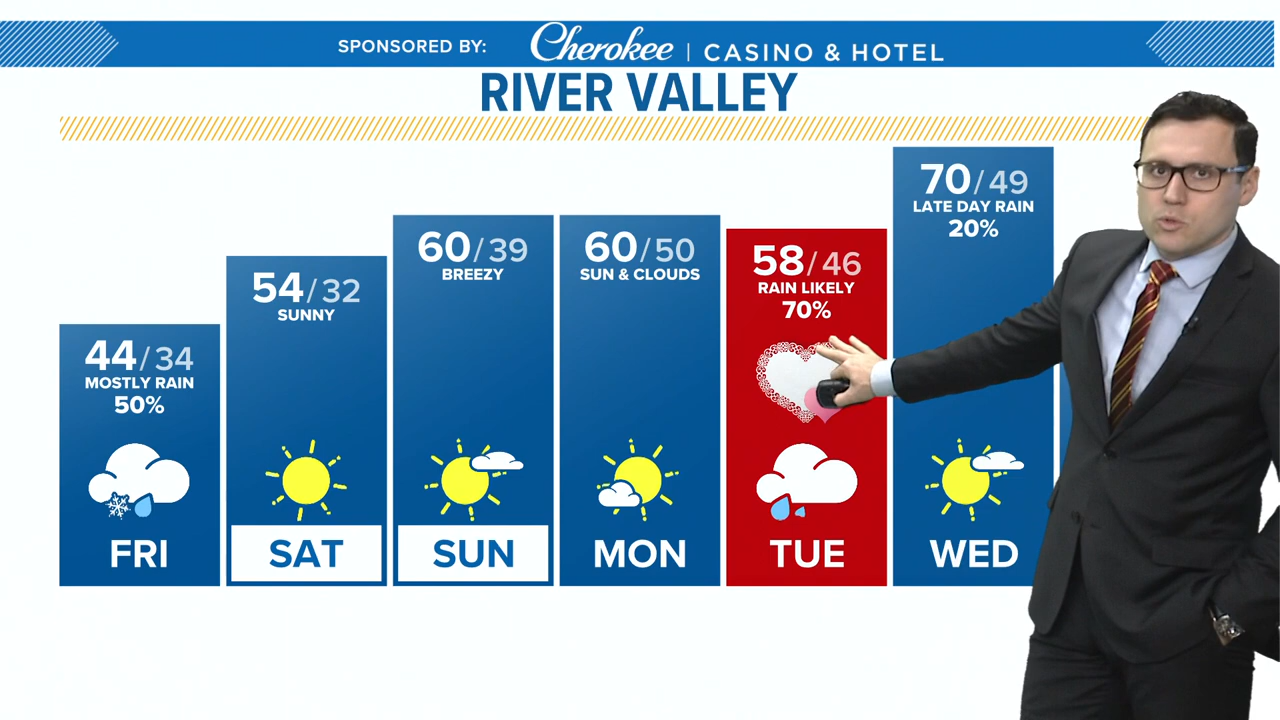 SPONSORED BY: Cherokee | CASINO & HOTEL
RIVER VALLEY
44/34
MOSTLY RAIN
50%
FRI
54/32
SUNNY
SAT
60/39
BREEZY
SUN
60/50
SUN & CLOUDS
MON
58/46
RAIN LIKELY
70%
TUE
70/49
LATE DAY RAIN
20%
WED